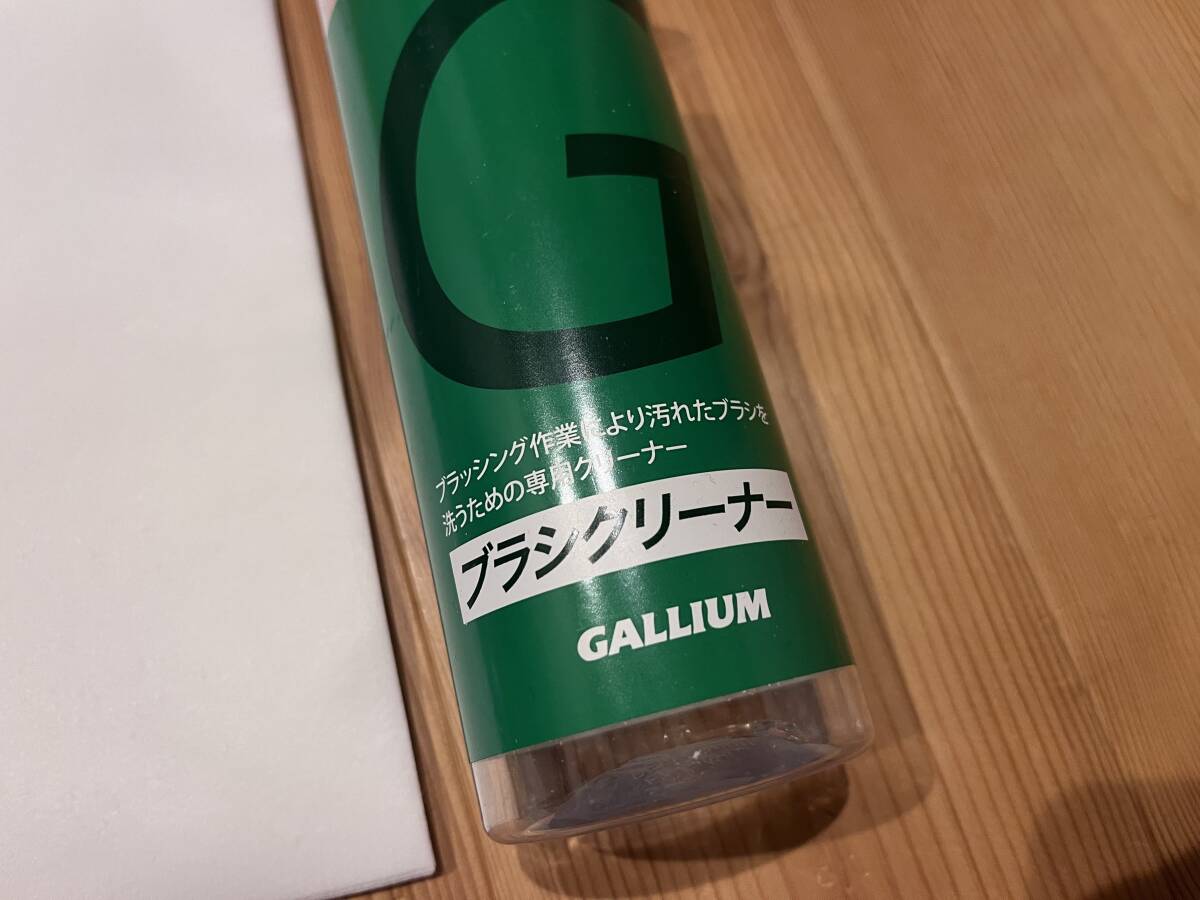 G
ブラッシング作業により汚れたブラシを
洗うための専用クリーナー
ブラシクリーナー
GALLIUM